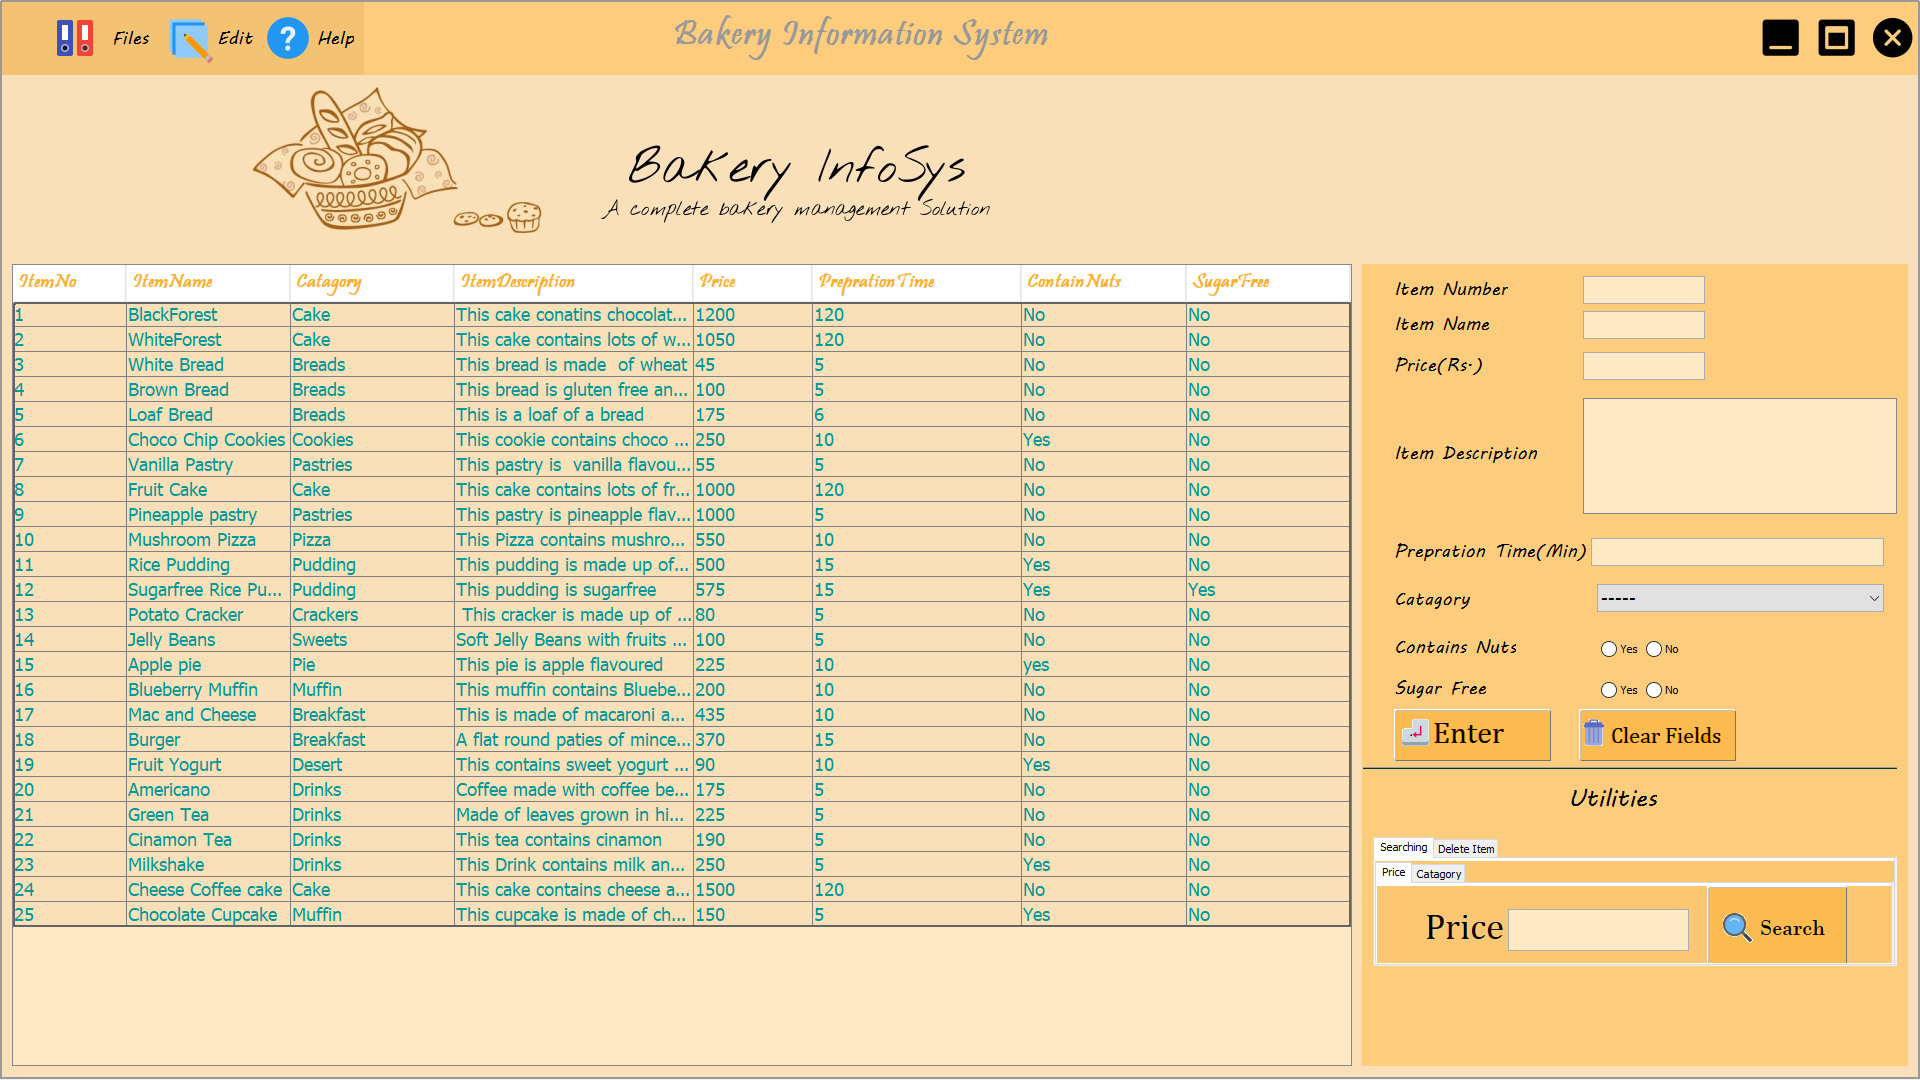 Files Edit Help Bakery Information System
Bakery InfoSys
A complete bakery management Solution
ItemNo ItemName Catagory ItemDescription Price PreprationTime ContainNuts SugarFree
1 BlackForest Cake This cake conatins chocolat... 1200 120 No No
2 WhiteForest Cake This cake contains lots of w... 1050 120 No No
3 White Bread Breads This bread is made  of wheat 45 5 No No
4 Brown Bread Breads This bread is gluten free an... 100 5 No No
5 Loaf Bread Breads This is a loaf of a bread 175 6 No No
6 Choco Chip Cookies Cookies This cookie contains choco ... 250 10 Yes No
7 Vanilla Pastry Pastries This pastry is  vanilla flavou... 55 5 No No
8 Fruit Cake Cake This cake contains lots of fr... 1000 120 No No
9 Pineapple pastry Pastries This pastry is pineapple flav... 1000 5 No No
10 Mushroom Pizza Pizza This Pizza contains mushro... 550 10 No No
11 Rice Pudding Pudding This pudding is made up of... 500 15 Yes No
12 Sugarfree Rice Pu... Pudding This pudding is sugarfree 575 15 Yes Yes
13 Potato Cracker Crackers This cracker is made up of ... 80 5 No No
14 Jelly Beans Sweets Soft Jelly Beans with fruits ... 100 5 No No
15 Apple pie Pie This pie is apple flavoured 225 10 yes No
16 Blueberry Muffin Muffin This muffin contains Bluebe... 200 10 No No
17 Mac and Cheese Breakfast This is made of macaroni a... 435 10 No No
18 Burger Breakfast A flat round paties of mince... 370 15 No No
19 Fruit Yogurt Desert This contains sweet yogurt ... 90 10 Yes No
20 Americano Drinks Coffee made with coffee be... 175 5 No No
21 Green Tea Drinks Made of leaves grown in hi... 225 5 No No
22 Cinamon Tea Drinks This tea contains cinamon 190 5 No No
23 Milkshake Drinks This Drink contains milk an... 250 5 Yes No
24 Cheese Coffee cake Cake This cake contains cheese a... 1500 120 No No
25 Chocolate Cupcake Muffin This cupcake is made of ch... 150 5 Yes No
Item Number
Item Name
Price(Rs.)
Item Description
Prepration Time(Min)
Catagory -----
Contains Nuts Yes No
Sugar Free Yes No
Enter Clear Fields
Utilities
Searching Delete Item
Price Catagory
Price Search